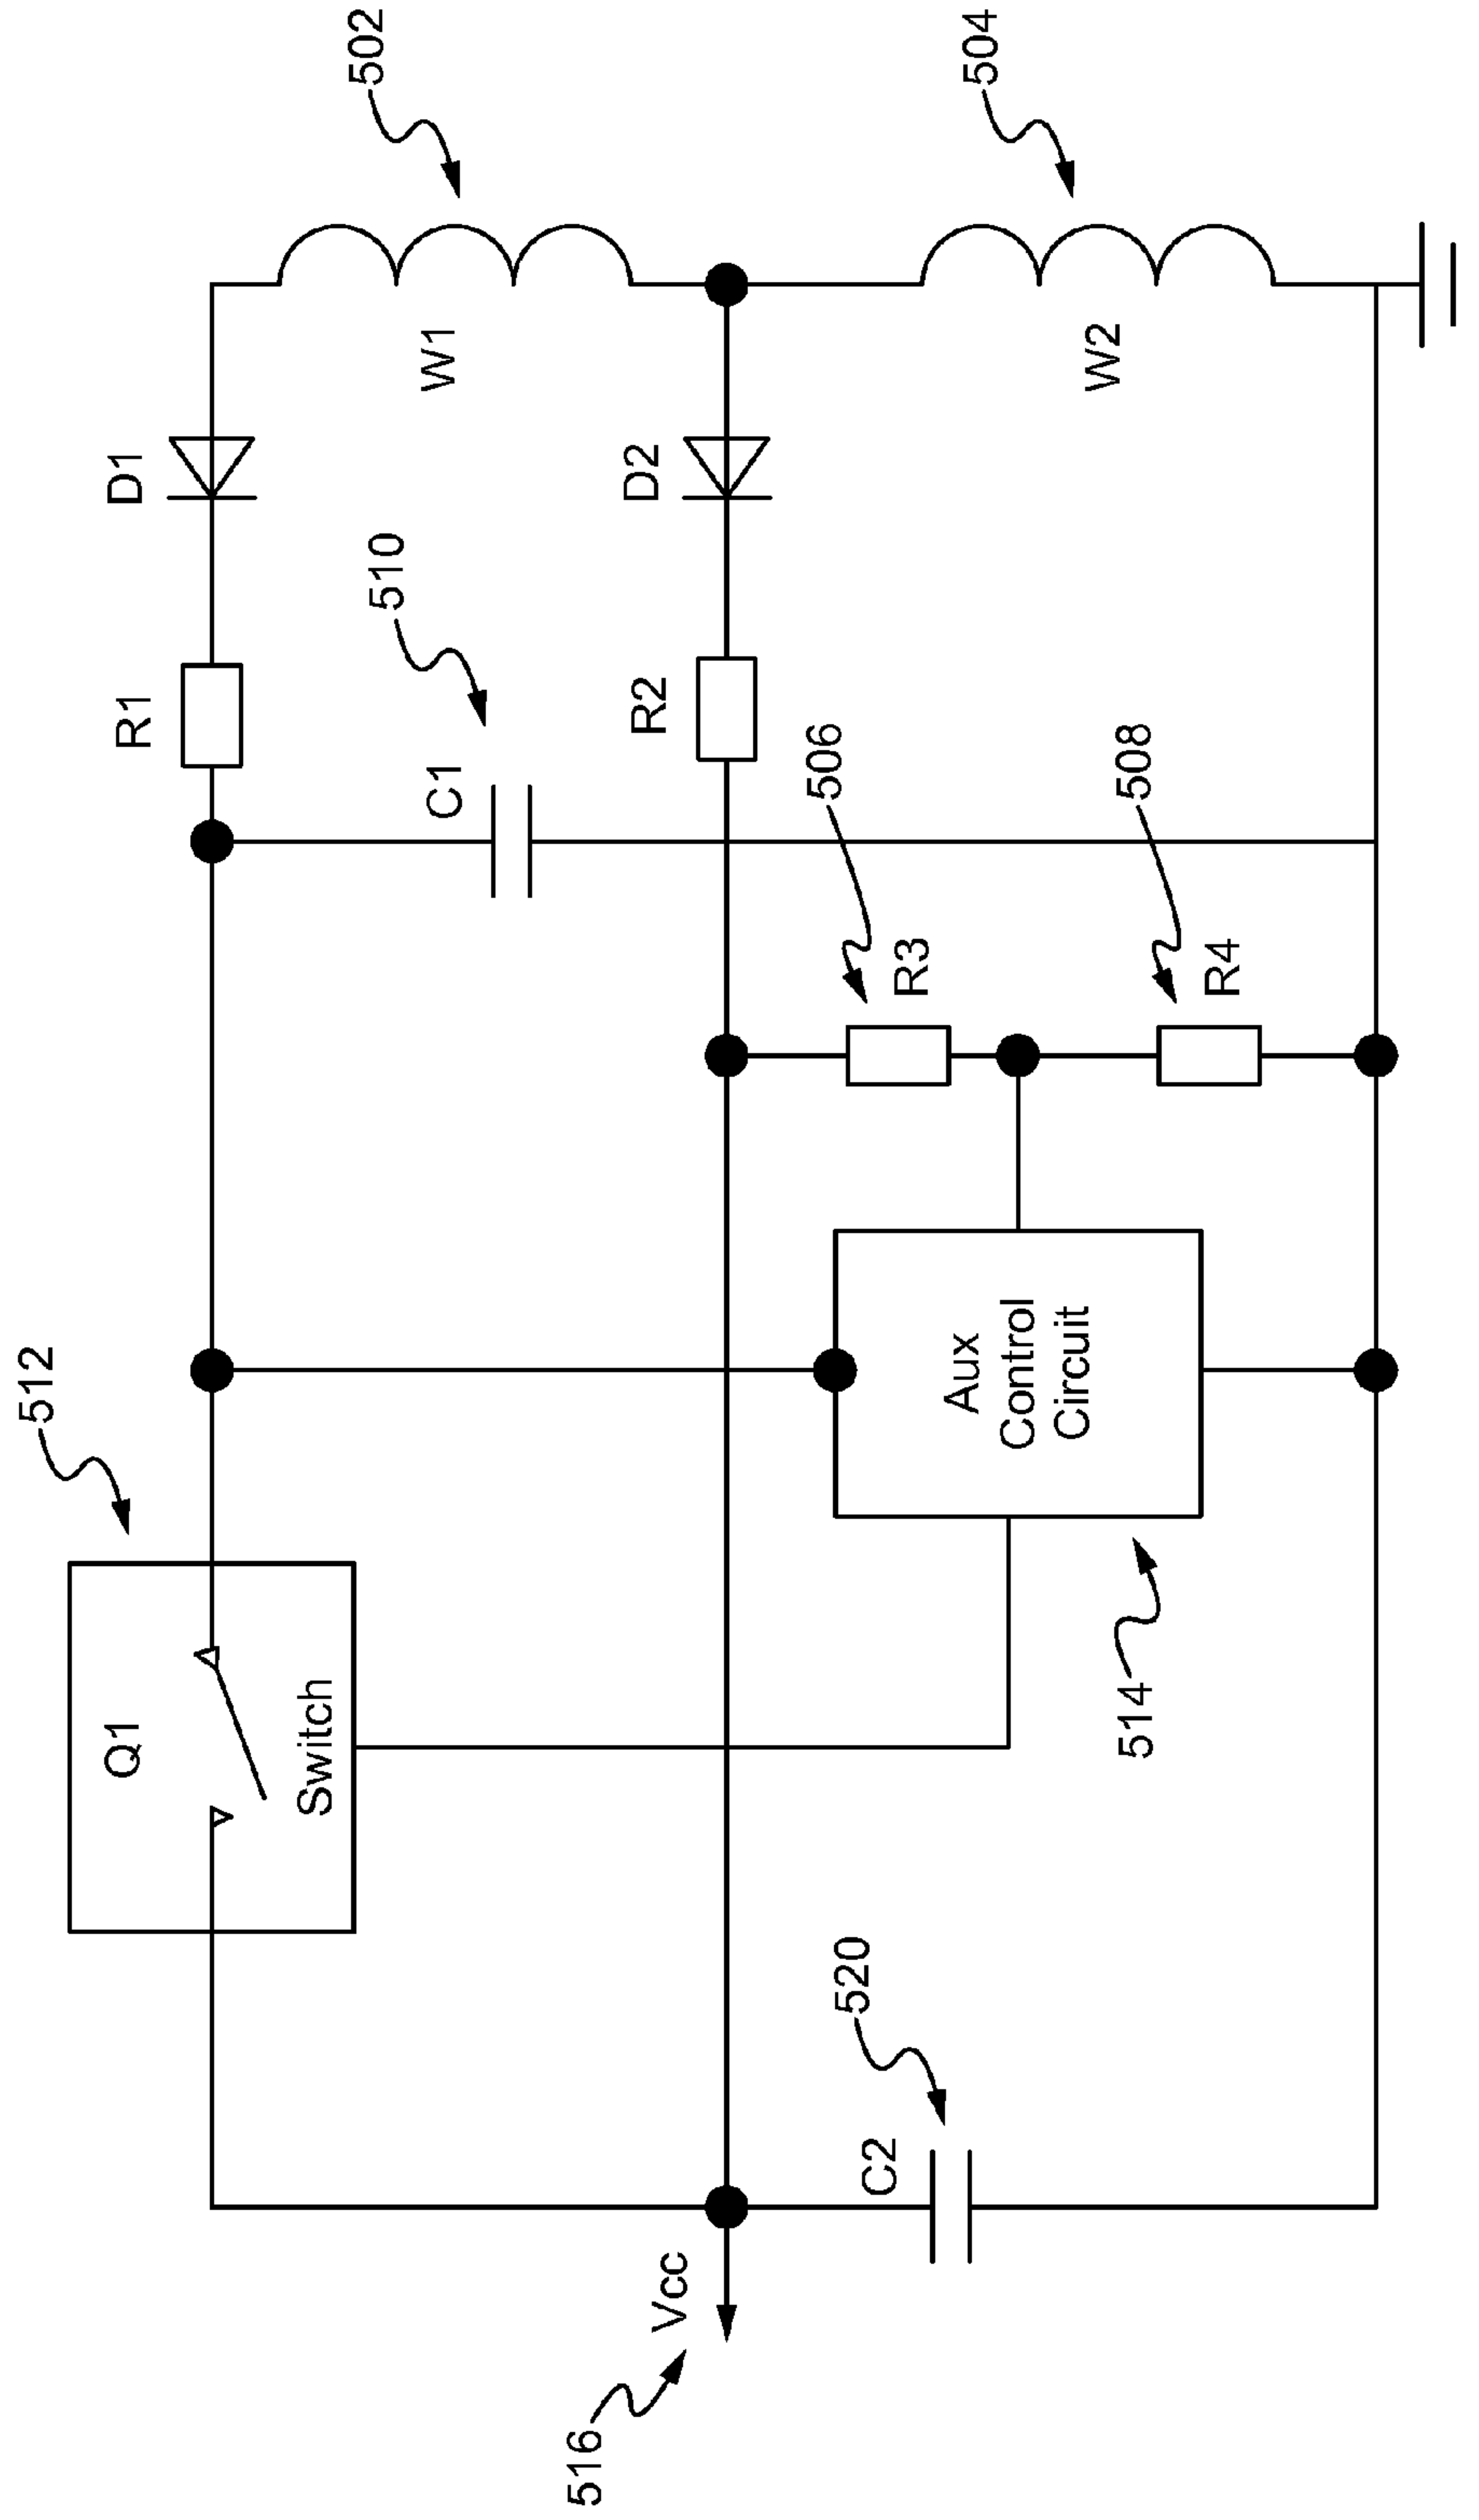 502
504
D1
W1
W2
510
D2
R1
C1
R2
506
508
R3
R4
512
Aux
Control
Circuit
Q1
Switch
514
520
C2
Vcc
516